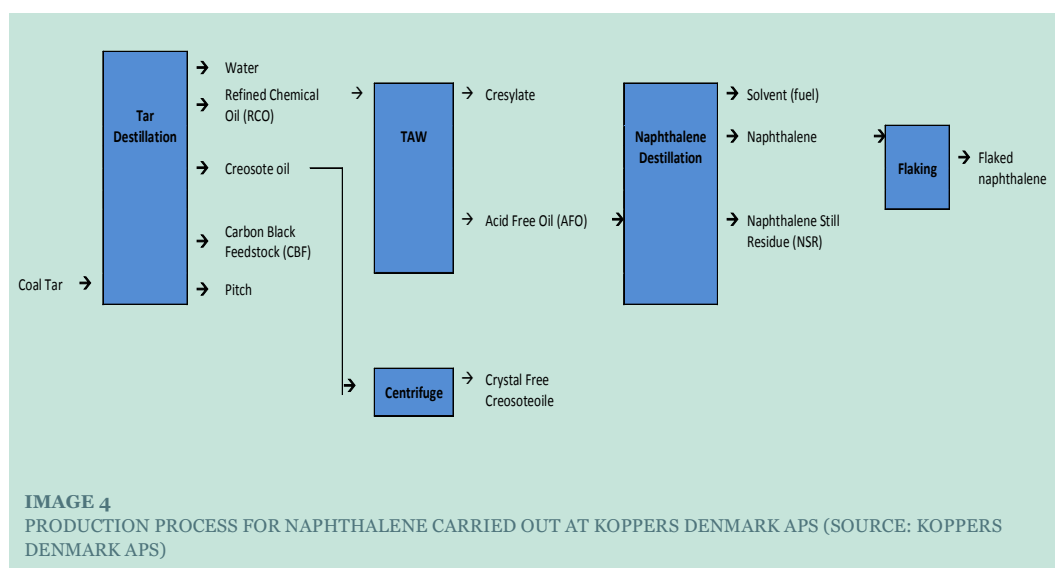 Tar
Destillation
Water
Refined Chemical
Oil (RCO)
Creosote oil
Carbon Black
Feedstock (CBF)
Coal Tar
Pitch
TAW
Cresylate
Acid Free Oil (AFO)
Centrifuge
Crystal Free
Creosoteoile
Naphthalene
Destillation
Solvent (fuel)
Naphthalene
Naphthalene Still
Residue (NSR)
Flaking
Flaked
naphthalene
IMAGE 4
PRODUCTION PROCESS FOR NAPHTHALENE CARRIED OUT AT KOPPERS DENMARK APS (SOURCE: KOPPERS
DENMARK APS)